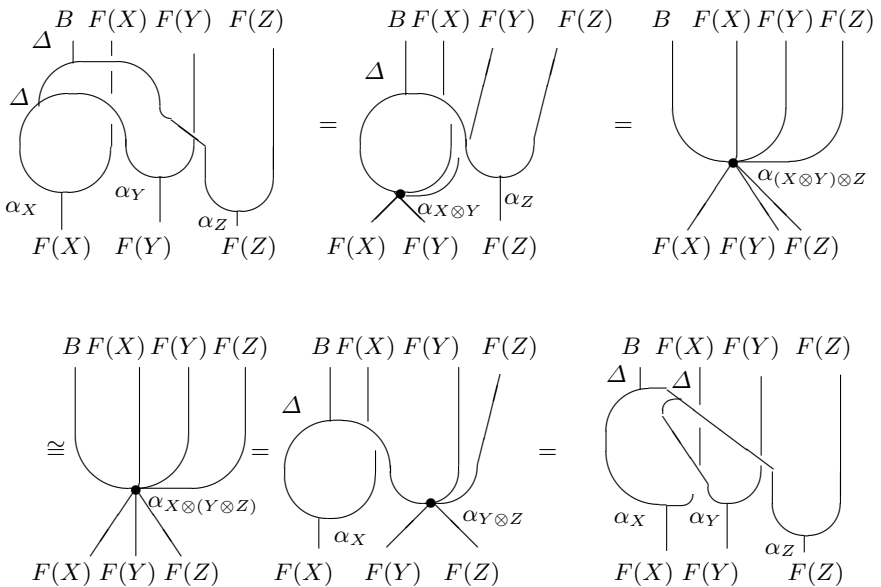 B F(X) F(Y) F(Z) B F(X) F(Y) F(Z) B F(X) F(Y) F(Z)
Δ
Δ
Δ
= =
α_X α_Y α_Z α_{X⊗Y} α_Z α_{(X⊗Y)⊗Z}
F(X) F(Y) F(Z) F(X) F(Y) F(Z) F(X) F(Y) F(Z)
B F(X) F(Y) F(Z) B F(X) F(Y) F(Z) B F(X) F(Y) F(Z)
Δ Δ
Δ
≅ = =
α_{X⊗(Y⊗Z)} α_X α_{Y⊗Z} α_X α_Y α_Z
F(X) F(Y) F(Z) F(X) F(Y) F(Z) F(X) F(Y) F(Z)